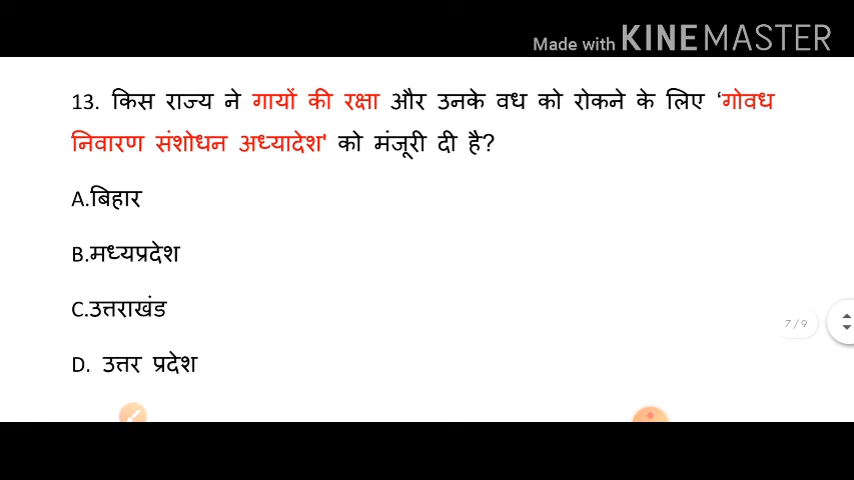 Made with KINEMASTER
13. किस राज्य ने गायों की रक्षा और उनके वध को रोकने के लिए ‘गोवध
निवारण संशोधन अध्यादेश' को मंजूरी दी है?
A.बिहार
B.मध्यप्रदेश
C.उत्तराखंड
7/9
D. उत्तर प्रदेश